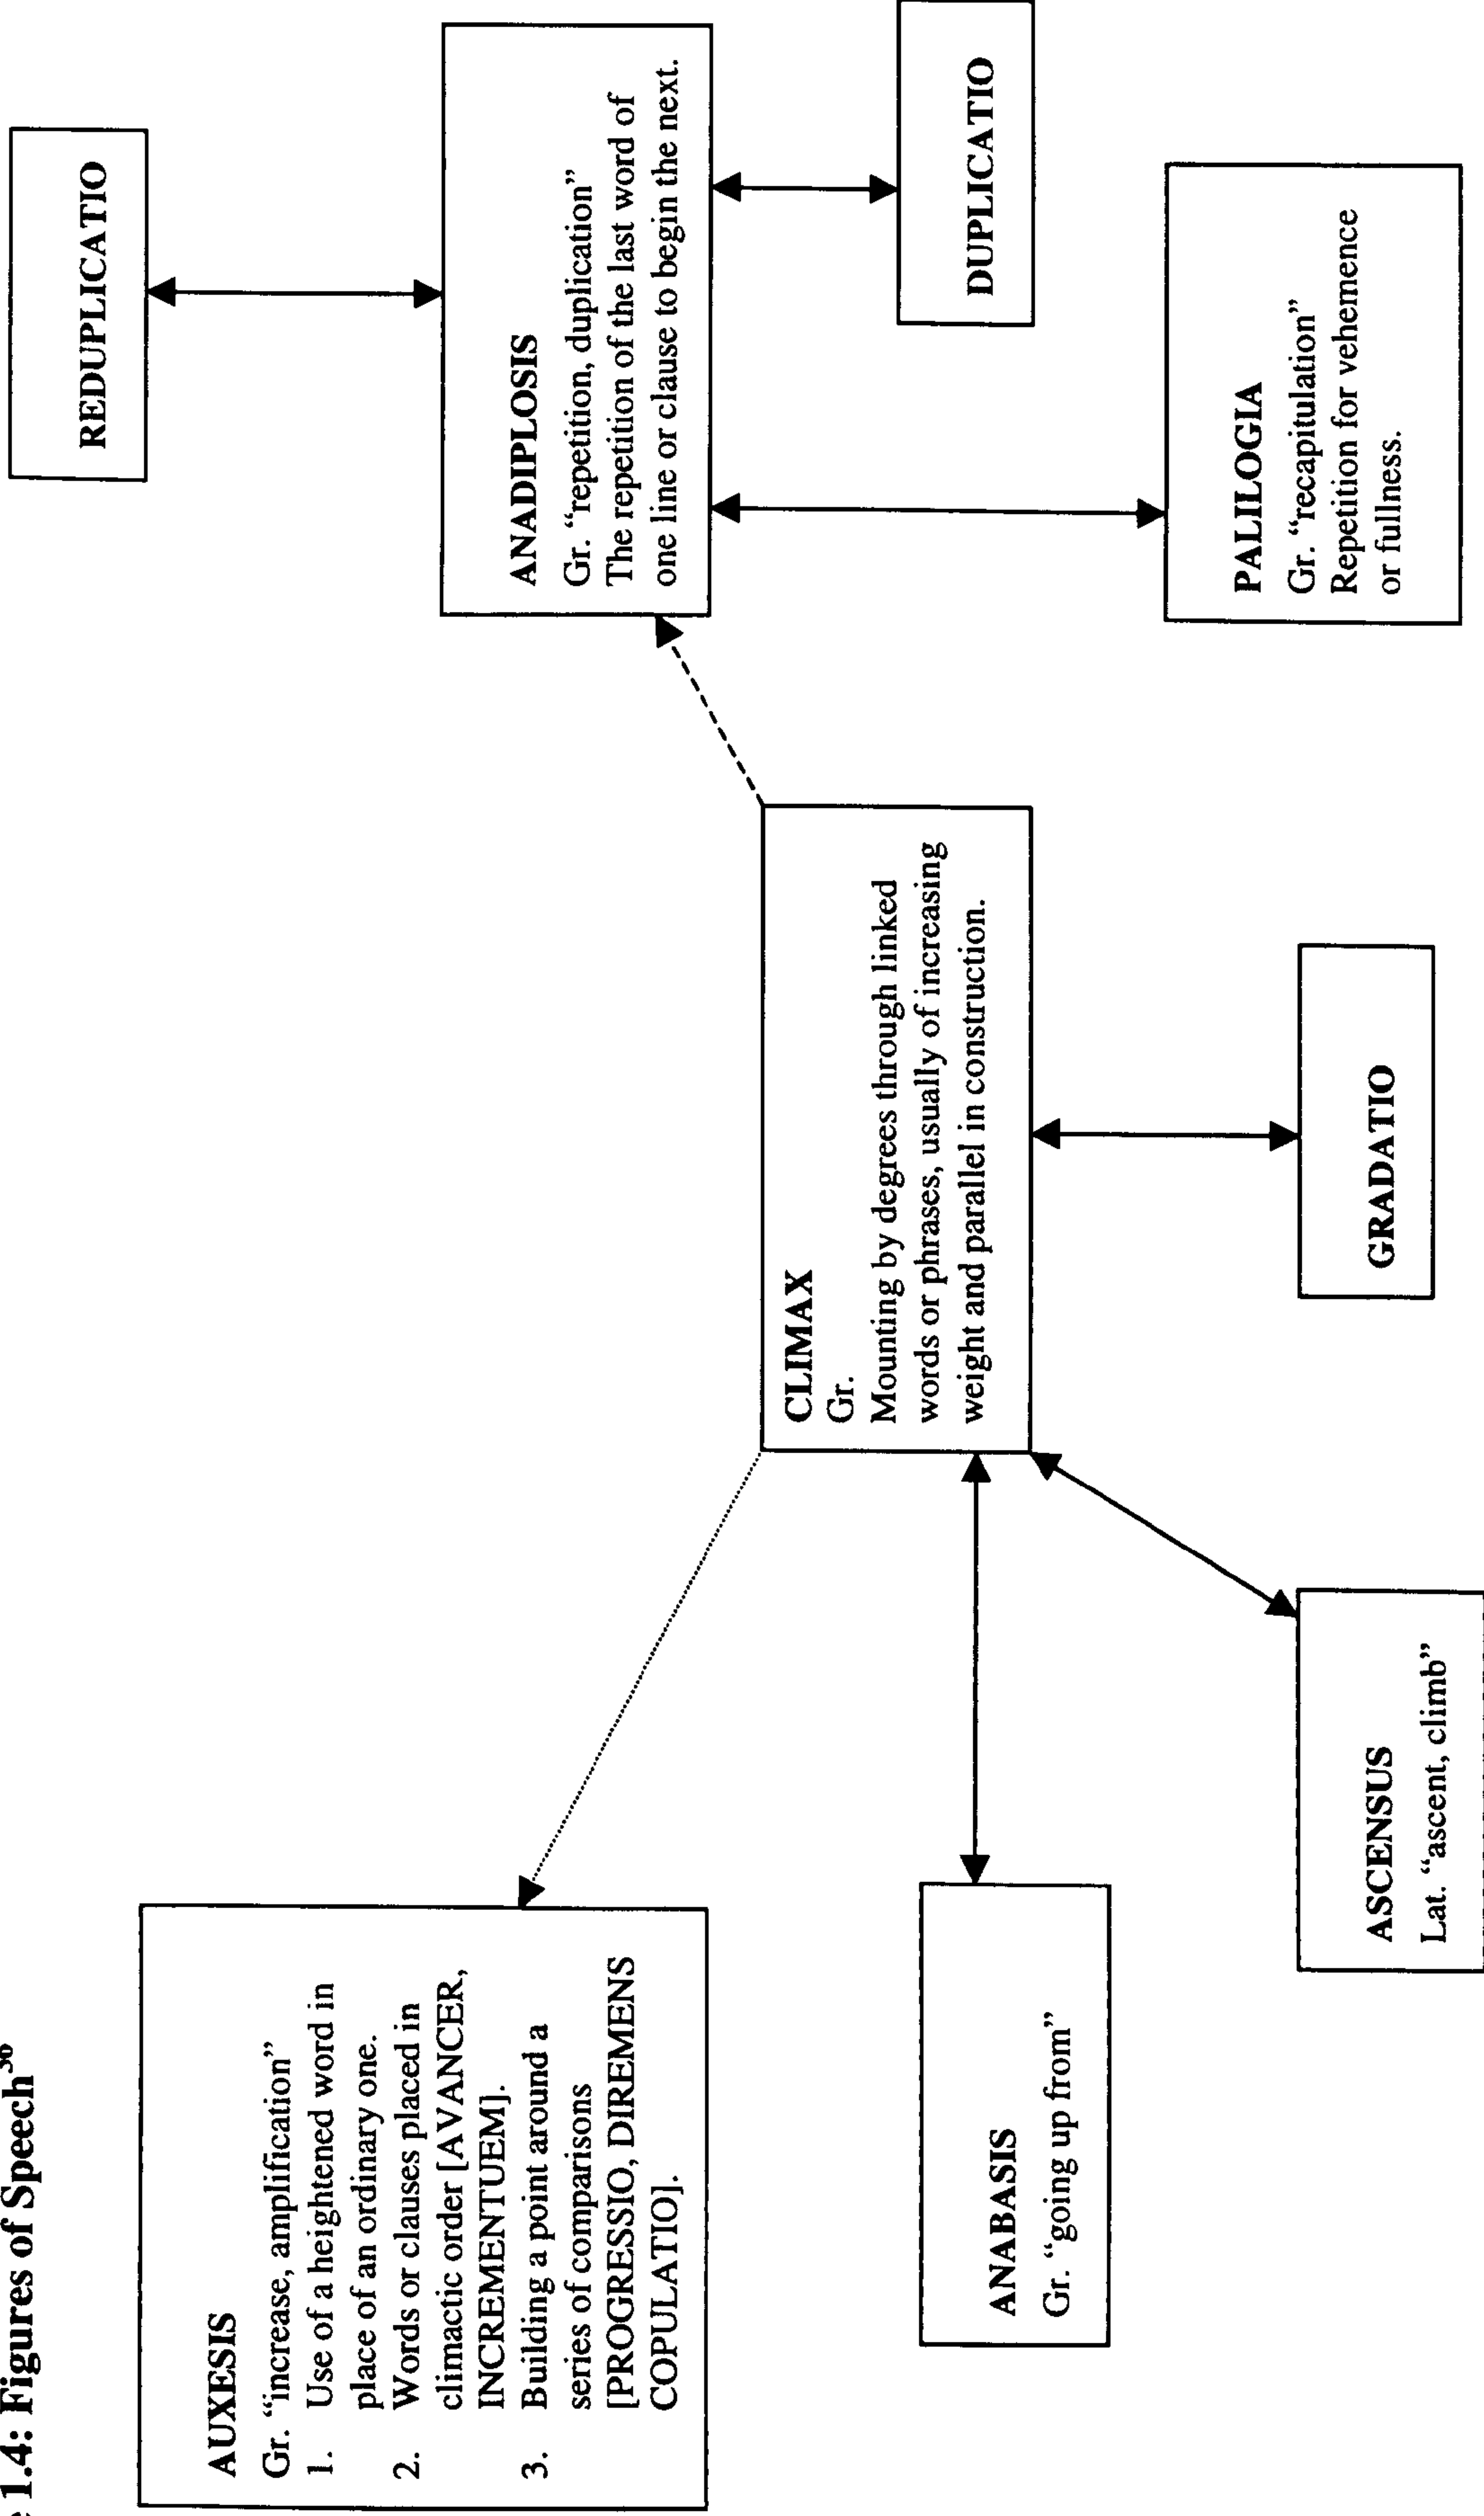 e 1.4: Figures of Speech
AUXESIS
Gr. “increase, amplification”
1. Use of a heightened word in
place of an ordinary one.
2. Words or clauses placed in
climactic order [AVANCER,
INCREMENTUEM].
3. Building a point around a
series of comparisons
[PROGRESSIO, DIREMENS
COPULATIO].
REDUPLICATIO
ANADIPLOSIS
Gr. “repetition, duplication”
The repetition of the last word of
one line or clause to begin the next.
CLIMAX
Gr.
Mounting by degrees through linked
words or phrases, usually of increasing
weight and parallel in construction.
DUPLICATIO
ANABASIS
Gr. “going up from”
PALILOGIA
Gr. “recapitulation”
Repetition for vehemence
or fullness.
ASCENSUS
Lat. “ascent, climb”
GRADATIO